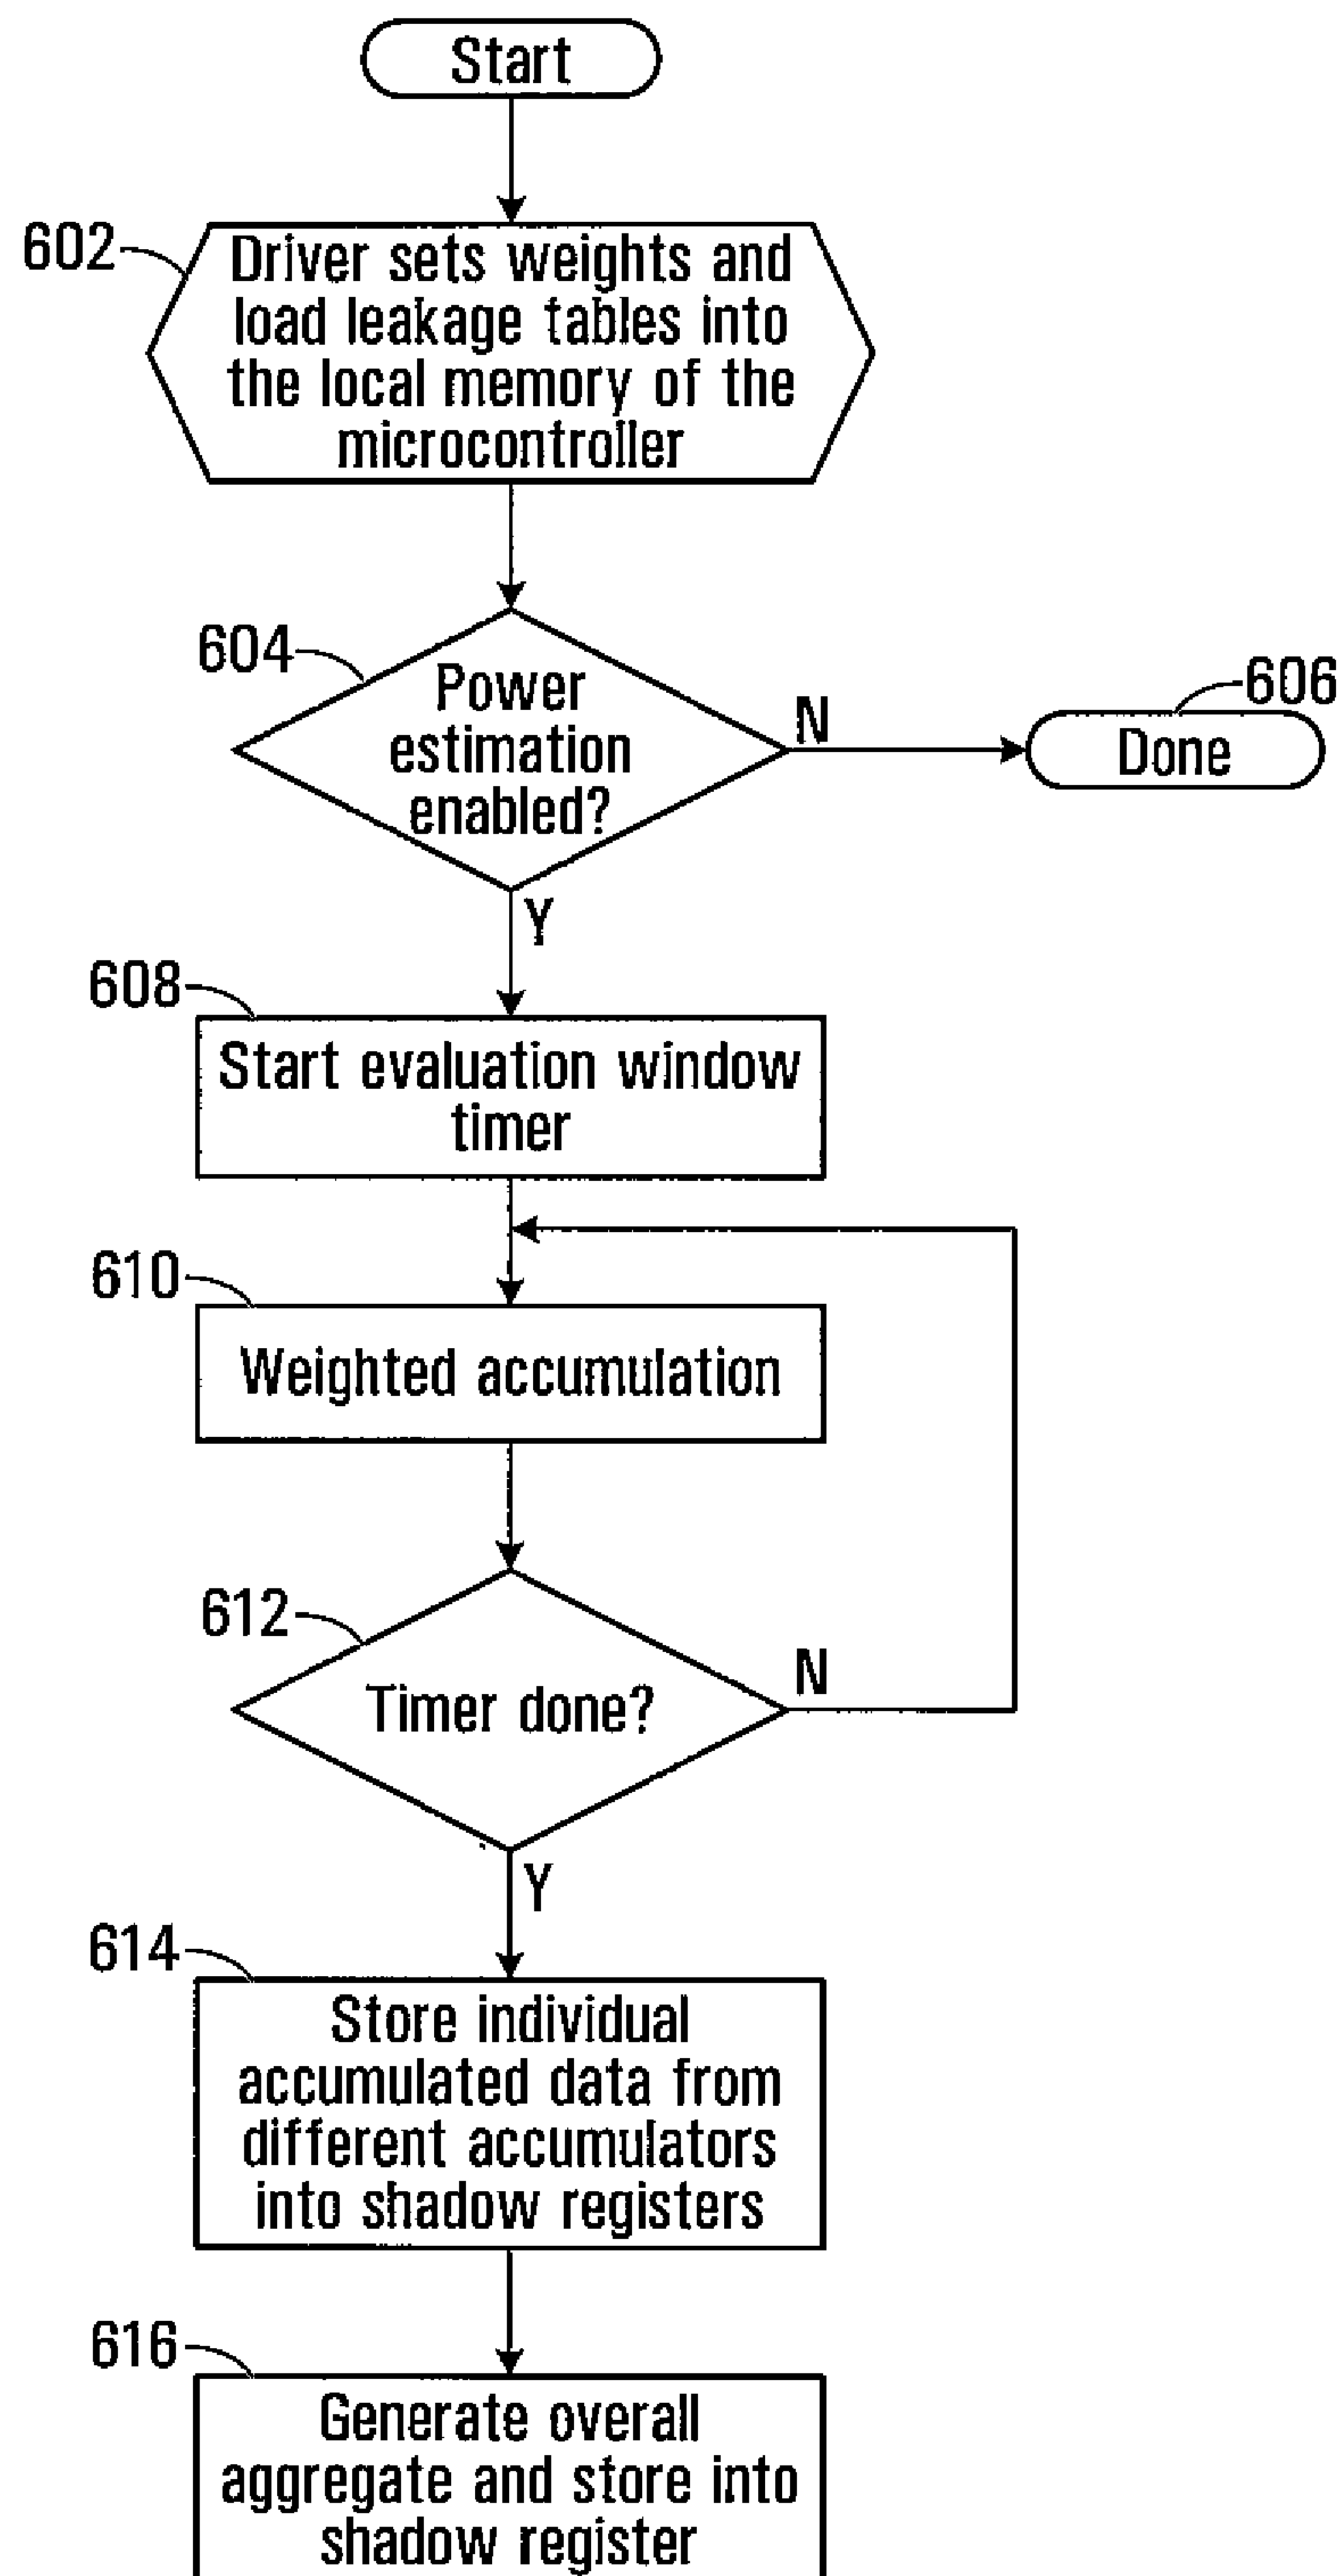 Start
602
Driver sets weights and
load leakage tables into
the local memory of the
microcontroller
604
Power
estimation
enabled?
N
606
Done
Y
608
Start evaluation window
timer
610
Weighted accumulation
612
Timer done?
N
Y
614
Store individual
accumulated data from
different accumulators
into shadow registers
616
Generate overall
aggregate and store into
shadow register